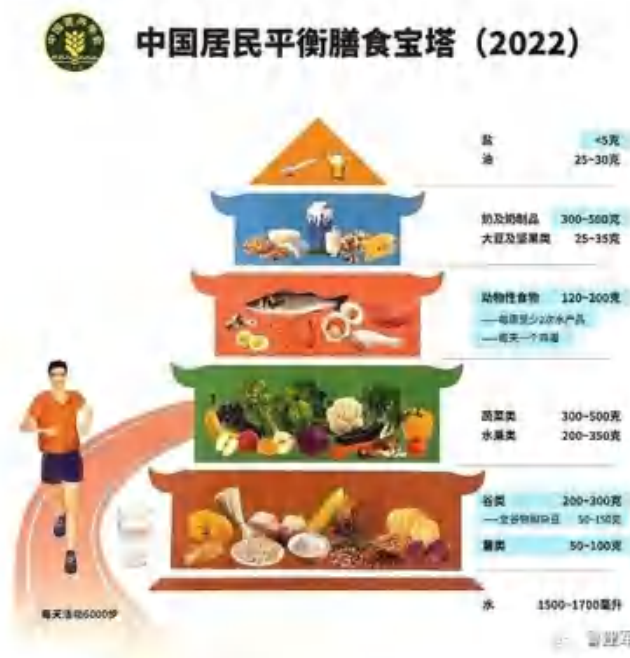 中国居民平衡膳食宝塔（2022）
盐 <5克
油 25-30克
奶及奶制品 300-500克
大豆及坚果类 25-35克
动物性食物 120-200克
——每周至少2次水产品
——每天一个鸡蛋
蔬菜类 300-500克
水果类 200-350克
谷类 200-300克
——全谷物和杂豆 50-150克
薯类 50-100克
水 1500-1700毫升
每天活动6000步